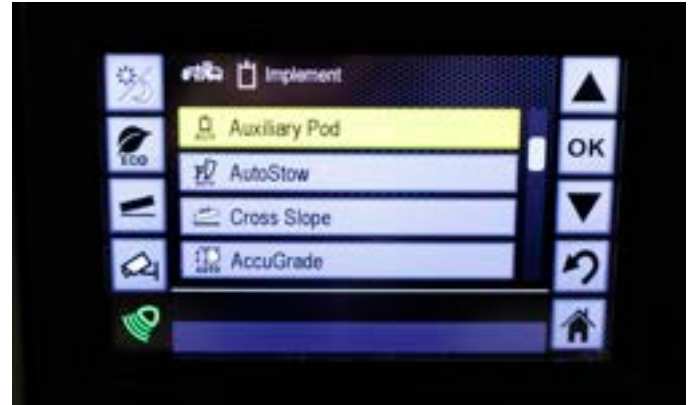 Implement
Auxiliary Pod
AutoStow
Cross Slope
AccuGrade
ECO
OK